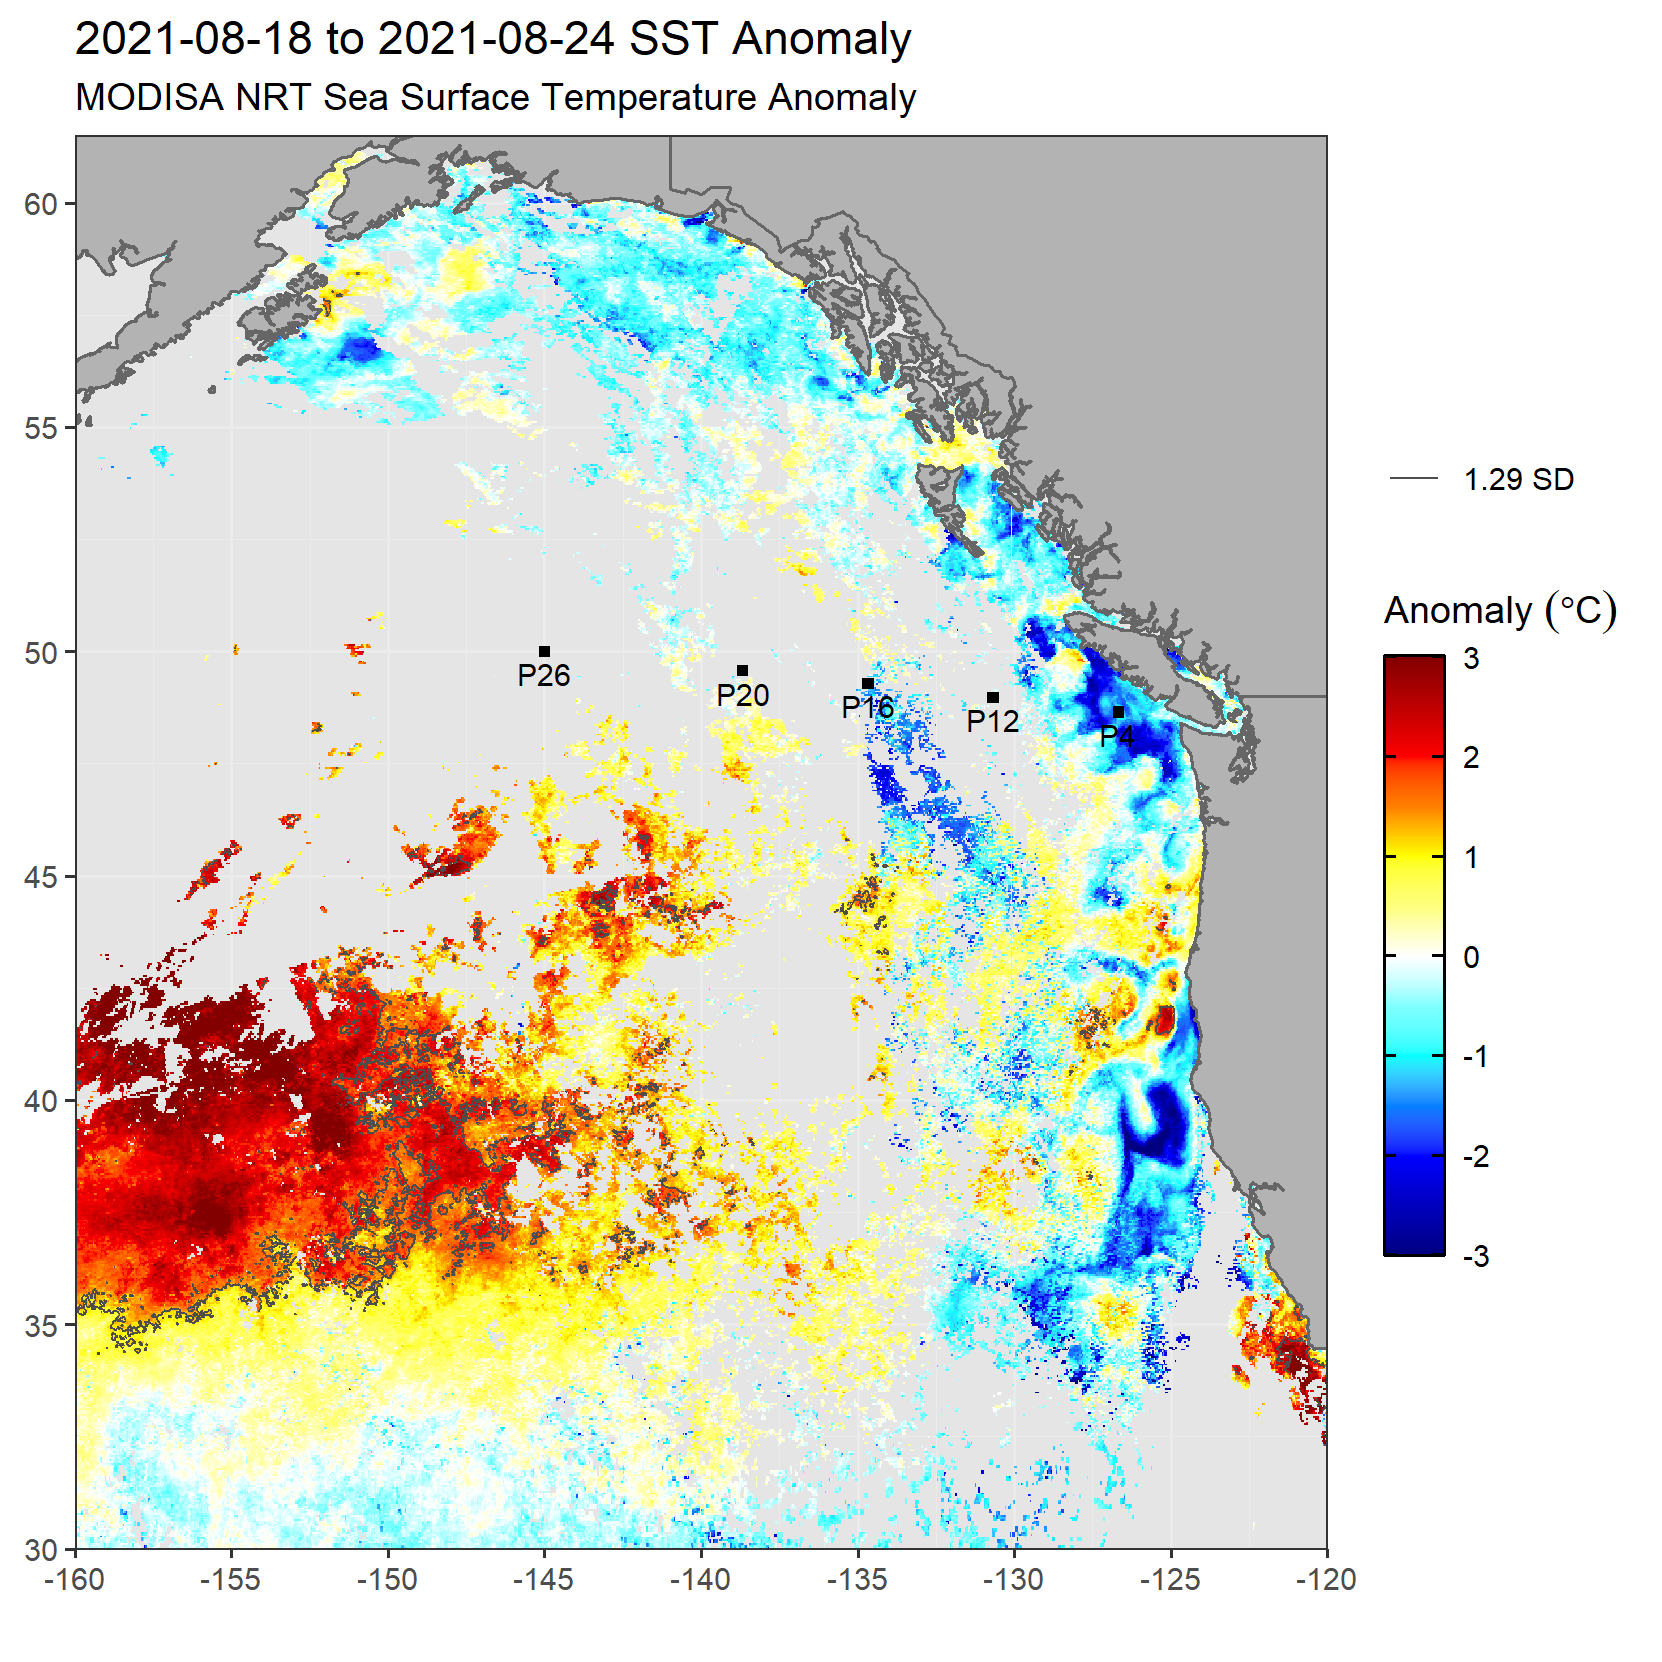 2021-08-18 to 2021-08-24 SST Anomaly
MODISA NRT Sea Surface Temperature Anomaly
60
55
50
45
40
35
30
-160
-155
-150
-145
-140
-135
-130
-125
-120
P26
P20
P16
P12
P4
1.29 SD
Anomaly (°C)
3
2
1
0
-1
-2
-3